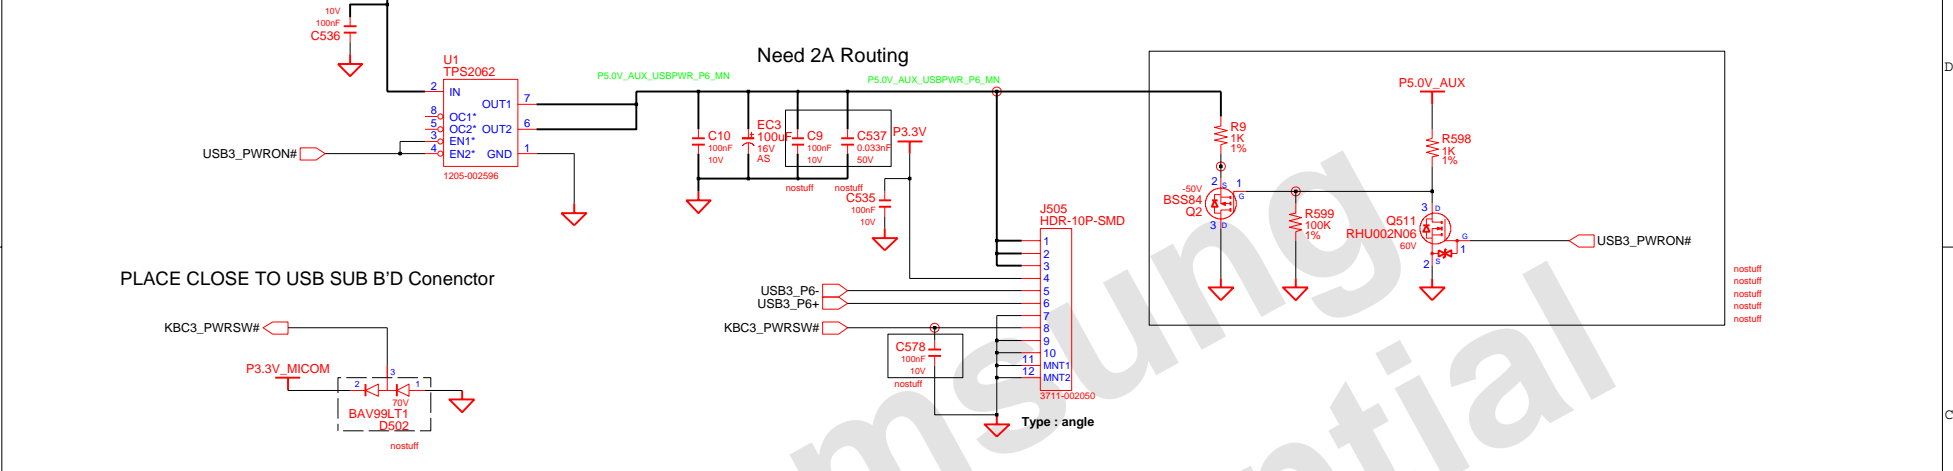 10V
100nF
C536
U1
TPS2062
2 IN
OUT1 7
8 OC1*
5 OC2* OUT2 6
3 EN1*
4 EN2* GND 1
1205-002596
USB3_PWRON#
Need 2A Routing
P5.0V_AUX_USBPWR_P6_MN
P5.0V_AUX_USBPWR_P6_MN
C10
100nF
10V
EC3
100uF
16V
AS
C9
100nF
10V
nostuff
C537
0.033nF
50V
nostuff
P3.3V
C535
100nF
10V
J505
HDR-10P-SMD
1
2
3
4
5
6
7
8
9
10
11 MNT1
12 MNT2
3711-002050
Type : angle
USB3_P6-
USB3_P6+
KBC3_PWRSW#
C578
100nF
10V
nostuff
P5.0V_AUX
R9
1K
1%
R598
1K
1%
-50V
BSS84
Q2
2 S
1
G
3 D
R599
100K
1%
3 D
Q511
RHU002N06
60V
G
1
2 S
USB3_PWRON#
nostuff
nostuff
nostuff
nostuff
nostuff
PLACE CLOSE TO USB SUB B'D Conenctor
KBC3_PWRSW#
P3.3V_MICOM
2
3
1
70V
BAV99LT1
D502
nostuff
D
C